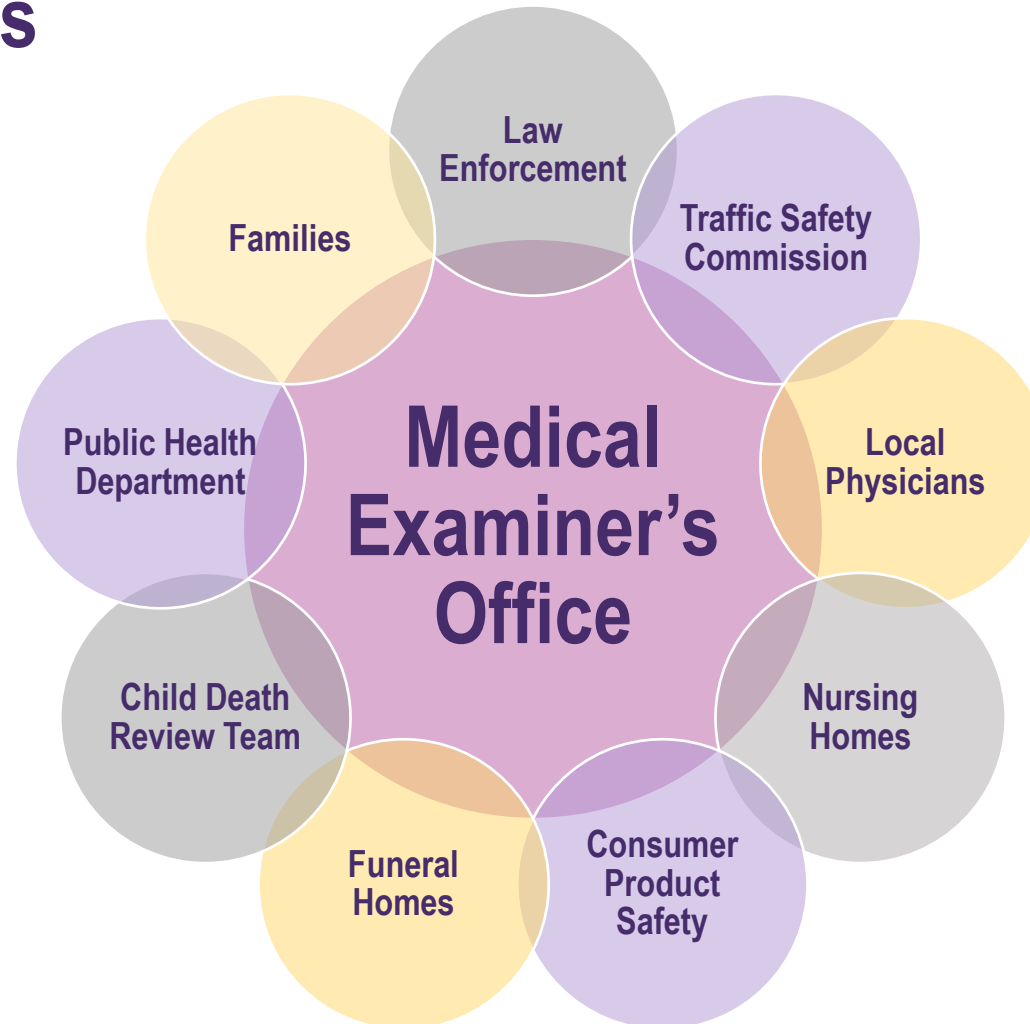 s
Law
Enforcement
Traffic Safety
Commission
Families
Local
Physicians
Public Health
Department
Medical
Examiner’s
Office
Nursing
Homes
Child Death
Review Team
Consumer
Product
Safety
Funeral
Homes